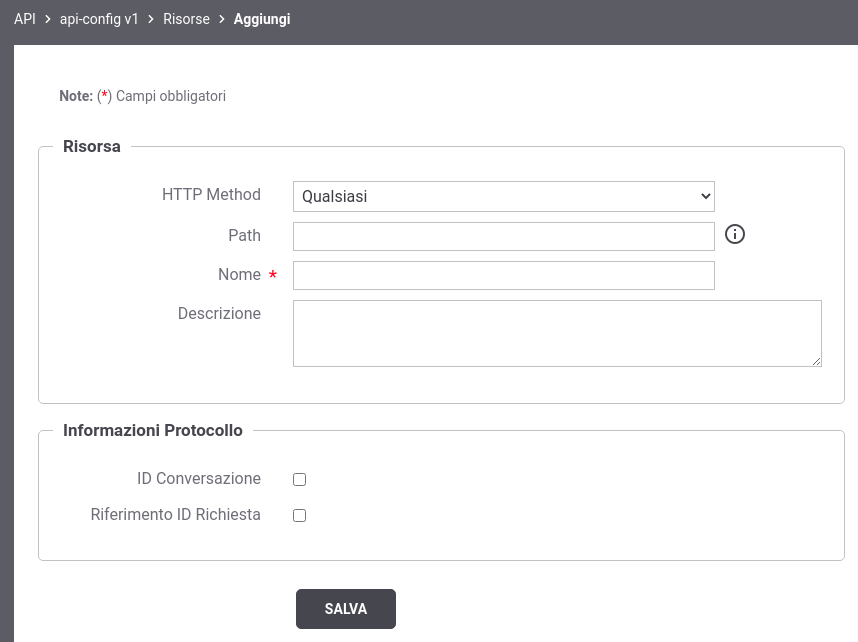 API > api-config v1 > Risorse > Aggiungi
Note: (*) Campi obbligatori
Risorsa
HTTP Method Qualsiasi
Path
Nome *
Descrizione
Informazioni Protocollo
ID Conversazione
Riferimento ID Richiesta
SALVA